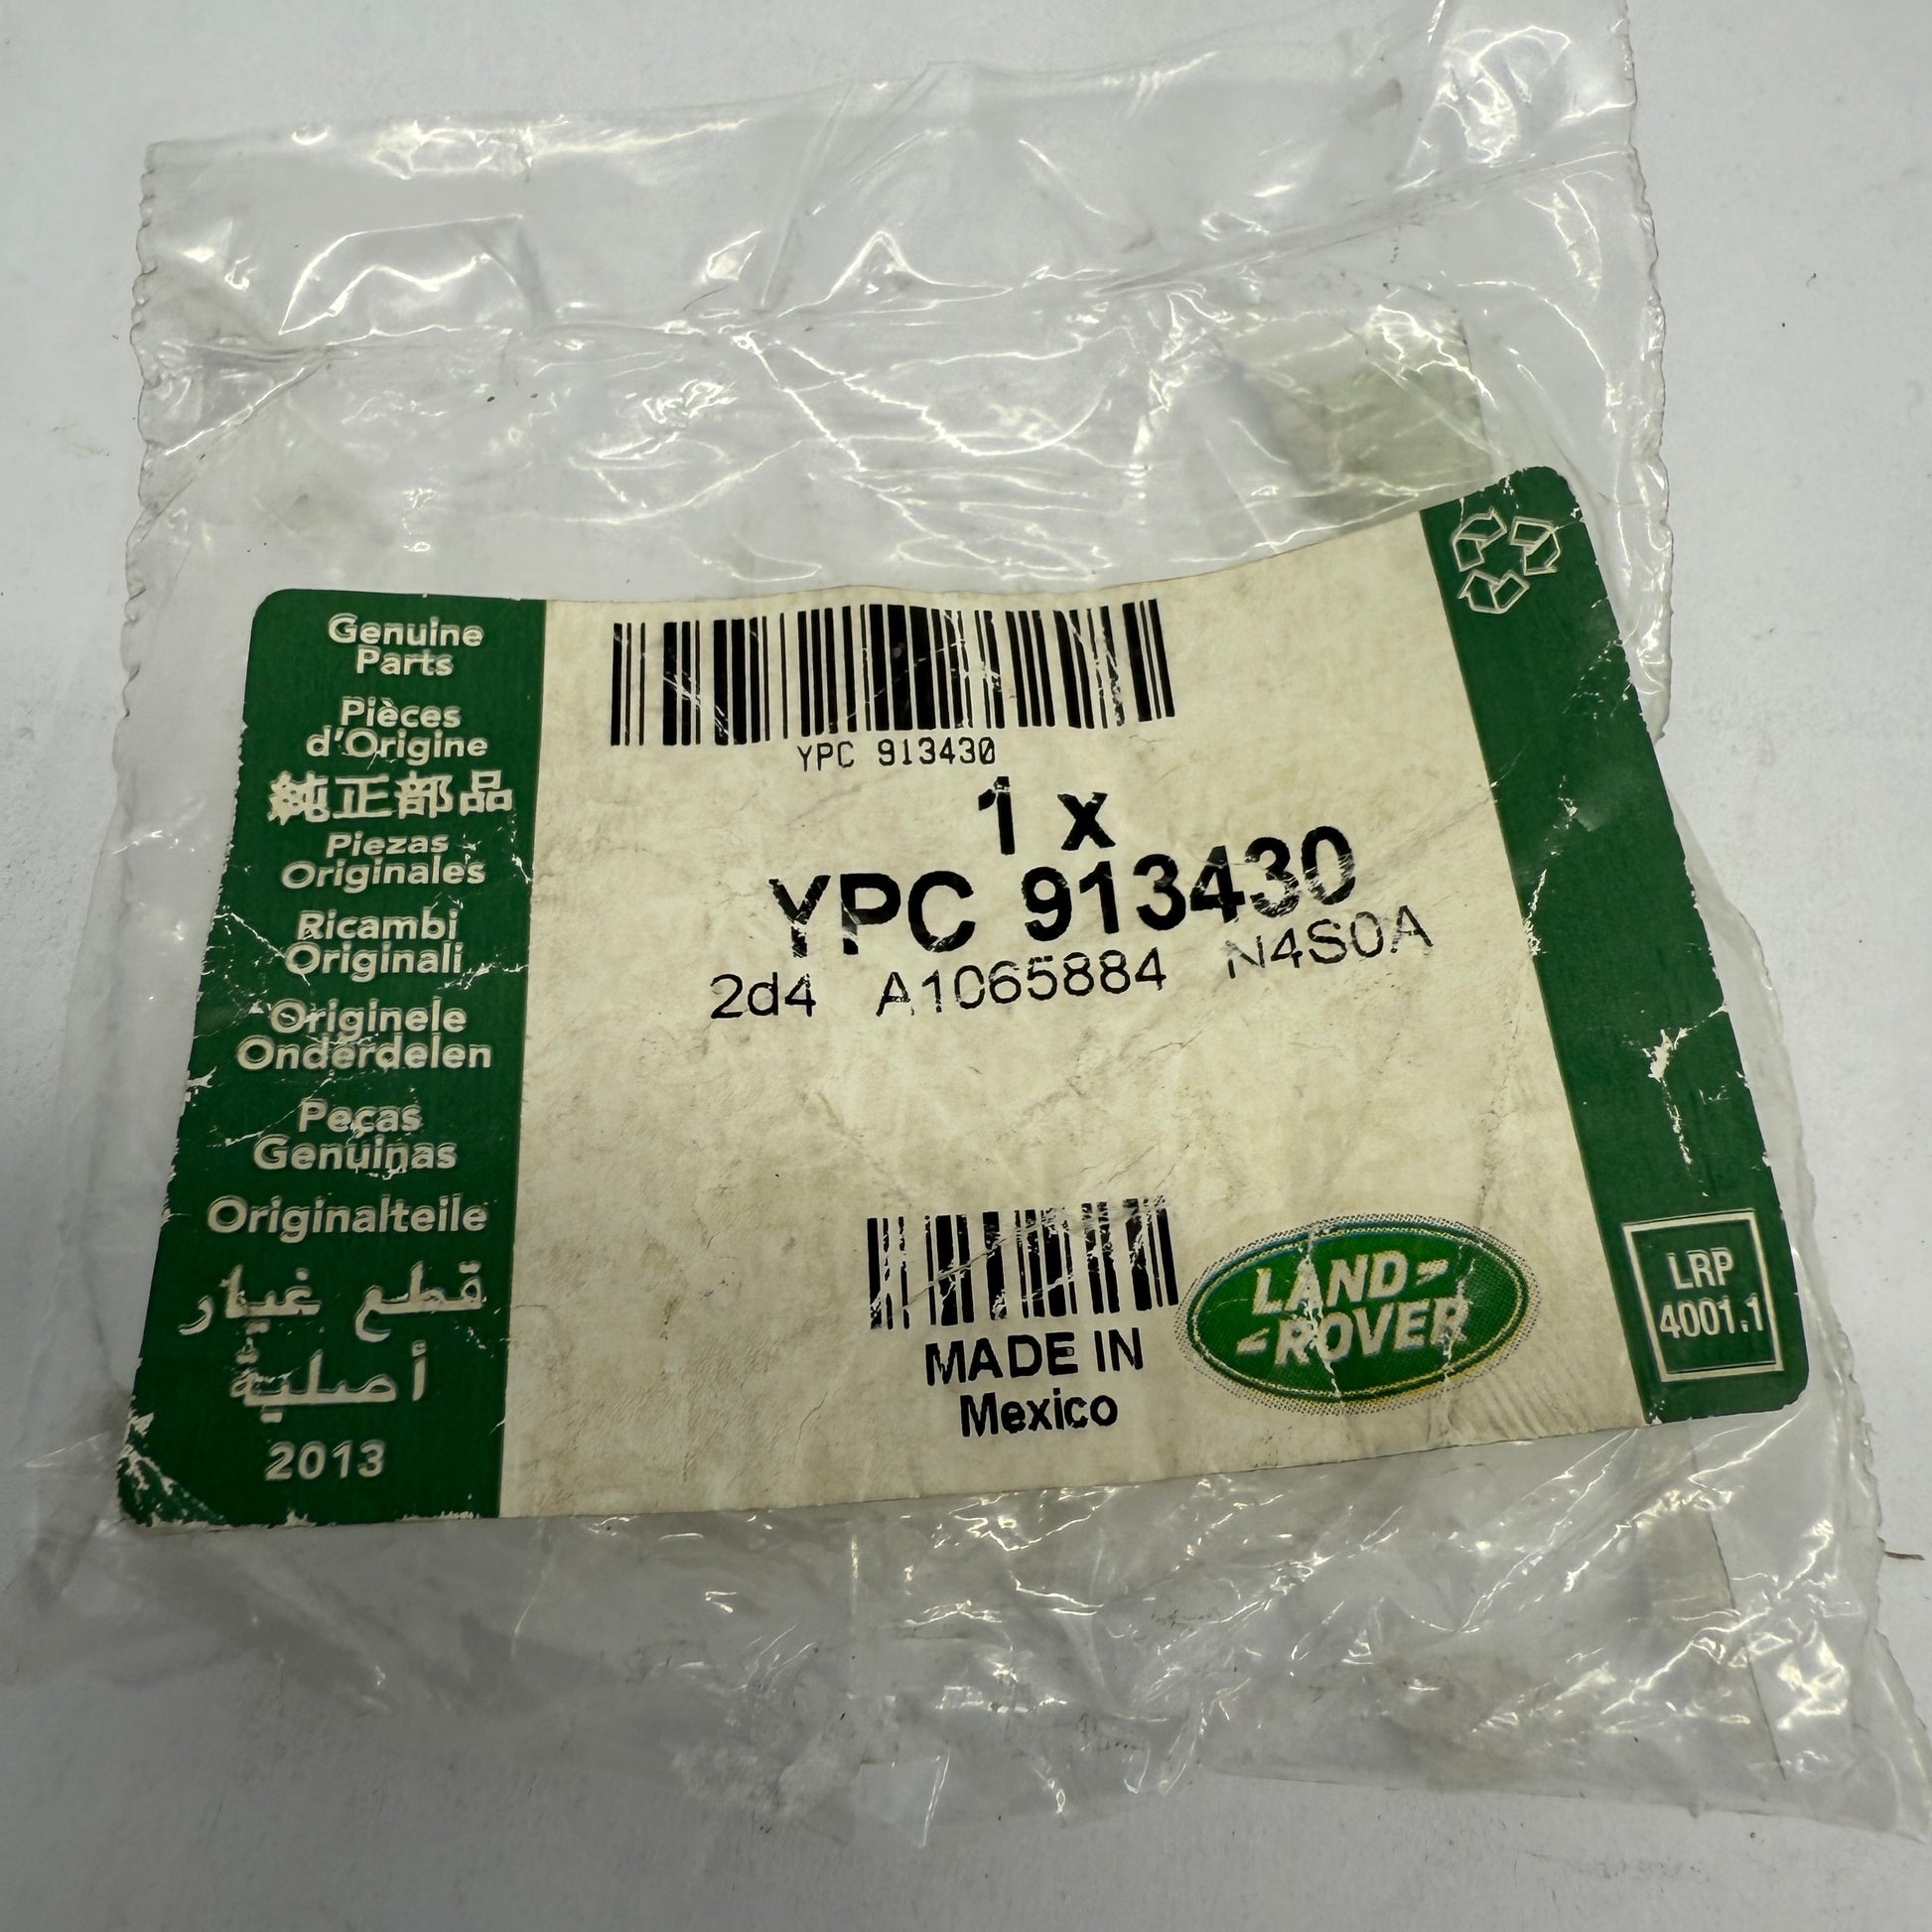 Genuine
Parts
Pièces
d'Origine
純正部品
Piezas
Originales
Ricambi
Originali
Originele
Onderdelen
Peças
Genuinas
Originalteile
قطع غيار
أصلية
2013
YPC 913430
1 x
YPC 913430
2d4 A1065884 N4S0A
MADE IN
Mexico
LAND-
-ROVER
LRP
4001.1